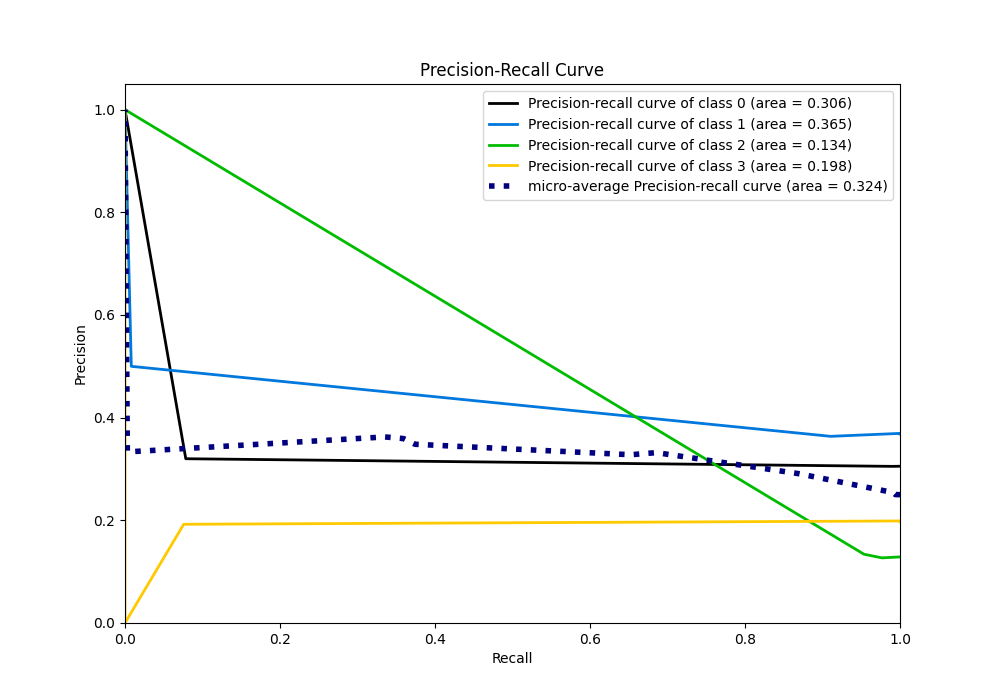 Precision-Recall Curve
Precision-recall curve of class 0 (area = 0.306)
Precision-recall curve of class 1 (area = 0.365)
Precision-recall curve of class 2 (area = 0.134)
Precision-recall curve of class 3 (area = 0.198)
micro-average Precision-recall curve (area = 0.324)
Precision
1.0
0.8
0.6
0.4
0.2
0.0
0.0 0.2 0.4 0.6 0.8 1.0
Recall